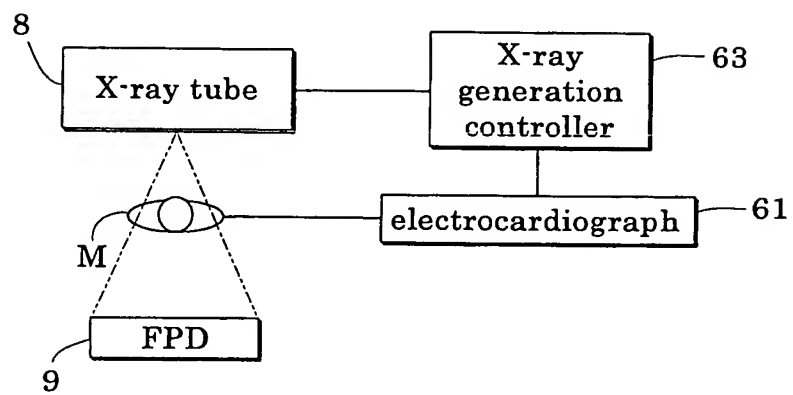 8
X-ray tube
X-ray
generation
controller
63
M
electrocardiograph
61
FPD
9